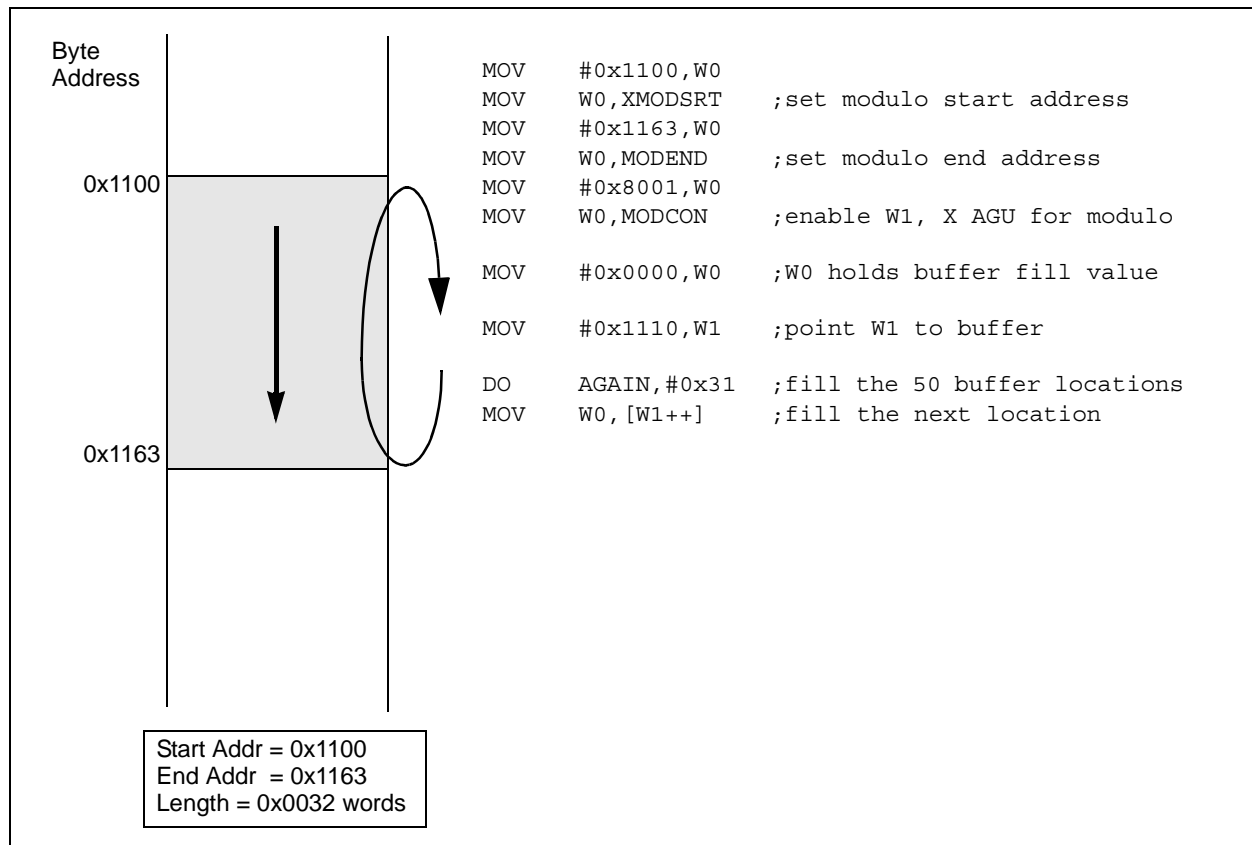 Byte
Address
0x1100
0x1163
MOV #0x1100,W0
MOV W0,XMODSRT ;set modulo start address
MOV #0x1163,W0
MOV W0,MODEND ;set modulo end address
MOV #0x8001,W0
MOV W0,MODCON ;enable W1, X AGU for modulo
MOV #0x0000,W0 ;W0 holds buffer fill value
MOV #0x1110,W1 ;point W1 to buffer
DO AGAIN,#0x31 ;fill the 50 buffer locations
MOV W0,[W1++] ;fill the next location
Start Addr = 0x1100
End Addr = 0x1163
Length = 0x0032 words